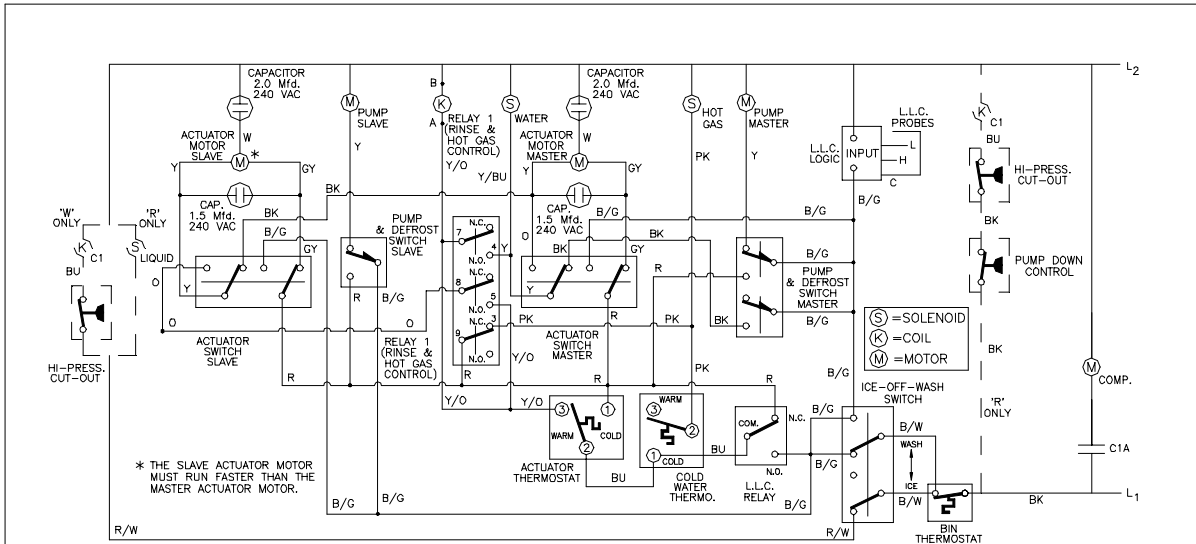 L2
CAPACITOR
2.0 Mfd.
240 VAC
W
ACTUATOR
MOTOR
SLAVE
M
*
Y
GY
CAP.
1.5 Mfd.
240 VAC
M
PUMP
SLAVE
Y
B
K
A
RELAY 1
(RINSE &
HOT GAS
CONTROL)
Y/O
S
WATER
Y/BU
CAPACITOR
2.0 Mfd.
240 VAC
W
ACTUATOR
MOTOR
MASTER
M
Y
GY
CAP.
1.5 Mfd.
240 VAC
S
HOT
GAS
PK
M
PUMP
MASTER
Y
L.L.C.
LOGIC
INPUT
L.L.C.
PROBES
L
H
C
B/G
K
C1
BU
HI-PRESS.
CUT-OUT
BK
PUMP DOWN
CONTROL
BK
'R'
ONLY
'W'
ONLY
K
C1
BU
'R'
ONLY
S
LIQUID
HI-PRESS.
CUT-OUT
O
BK
BK
B/G
GY
Y
O
ACTUATOR
SWITCH
SLAVE
R
PUMP
& DEFROST
SWITCH
SLAVE
R
B/G
O
N.C.
7
4
Y
N.O.
N.C.
8
5
N.O.
N.C.
3
9
N.O.
RELAY 1
(RINSE &
HOT GAS
CONTROL)
PK
Y/O
O
BK
B/G
BK
GY
Y
R
ACTUATOR
SWITCH
MASTER
R
R
BK
B/G
PUMP
& DEFROST
SWITCH
MASTER
B/G
S =SOLENOID
K =COIL
M =MOTOR
M
COMP.
C1A
PK
R
Y/O
Y/O
3
1
WARM
COLD
2
ACTUATOR
THERMOSTAT
BU
WARM
3
2
1
COLD
COLD
WATER
THERMO.
BU
COM.
N.C.
N.O.
L.L.C.
RELAY
B/G
B/G
B/G
ICE-OFF-WASH
SWITCH
B/W
WASH
ICE
B/W
BIN
THERMOSTAT
BK
L1
* THE SLAVE ACTUATOR MOTOR
MUST RUN FASTER THAN THE
MASTER ACTUATOR MOTOR.
B/G
B/G
B/G
R/W
R/W